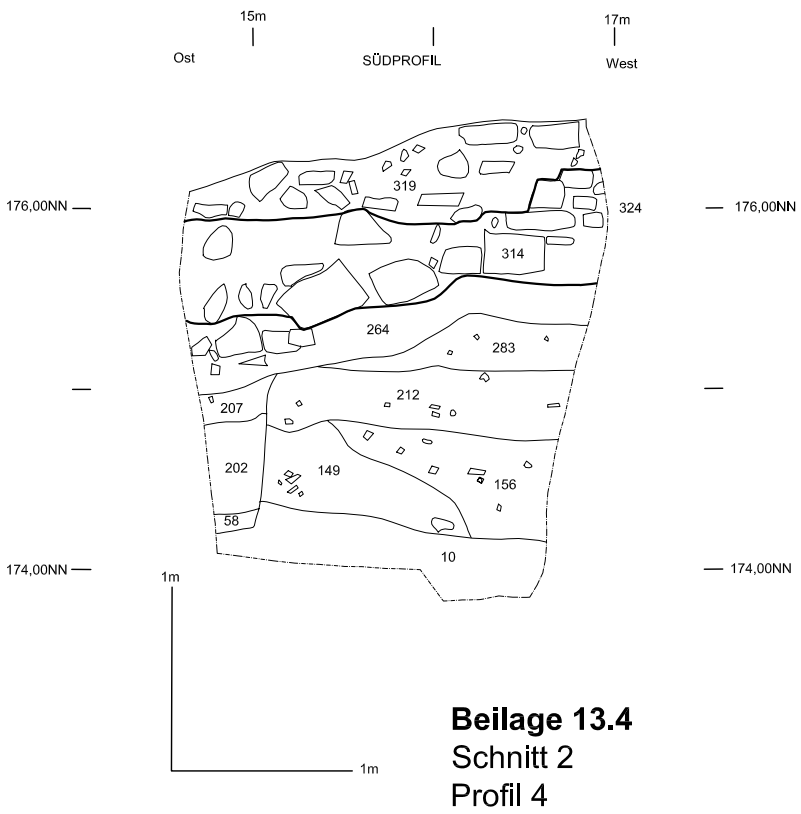 15m
17m
Ost
SÜDPROFIL
West
319
176,00NN
324
176,00NN
314
264
283
212
207
202
149
156
58
10
174,00NN
174,00NN
1m
1m
Beilage 13.4
Schnitt 2
Profil 4